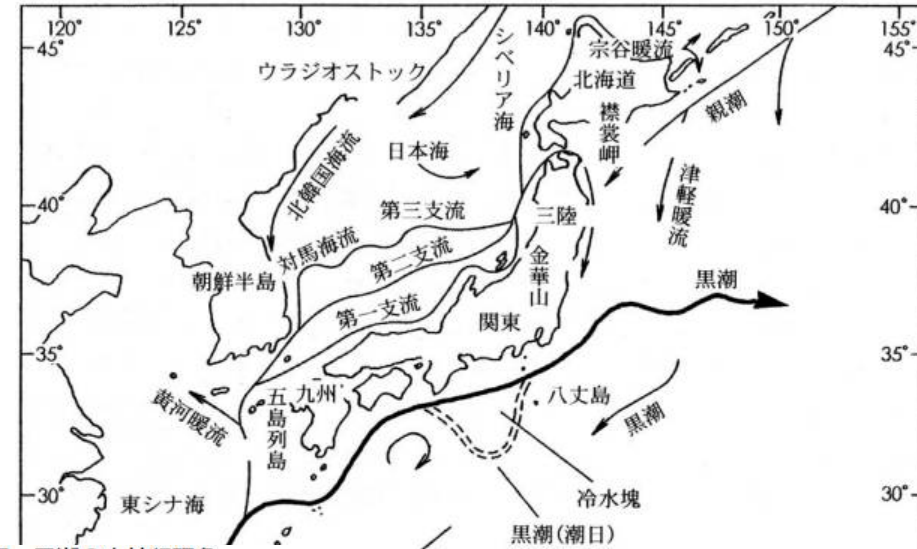 120° 125° 130° 135° 140° 145° 150° 155°
45° 45°
宗谷暖流
シベリア海
ウラジオストック
北海道
襟裳岬
親潮
日本海
北韓国海流
津軽暖流
40° 40°
第三支流
三陸
対馬海流
第二支流
金華山
朝鮮半島
黒潮
第一支流
関東
35° 35°
九州
八丈島
五島列島
黄河暖流
黒潮
冷水塊
30° 30°
東シナ海
黒潮(潮日)